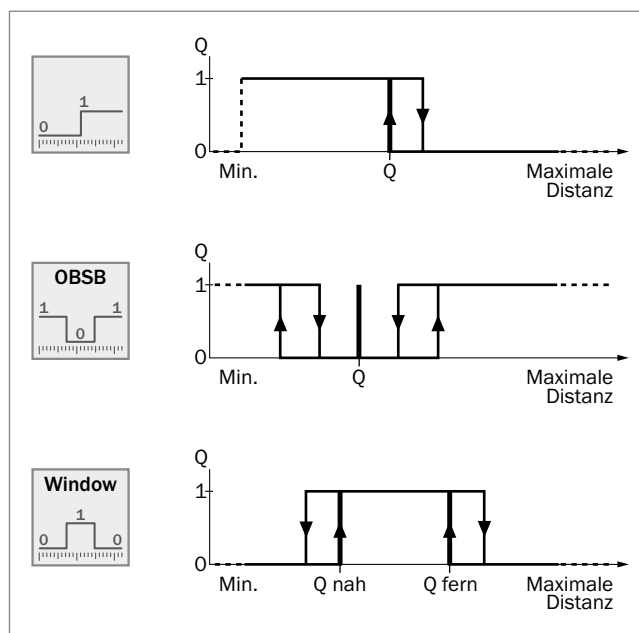 Q
1
0 1
0
Min. Q Maximale
Distanz
Q
OBSB
1
1 1
0
0
Min. Q Maximale
Distanz
Q
Window
1
1
0 0
0
Min. Q nah Q fern Maximale
Distanz